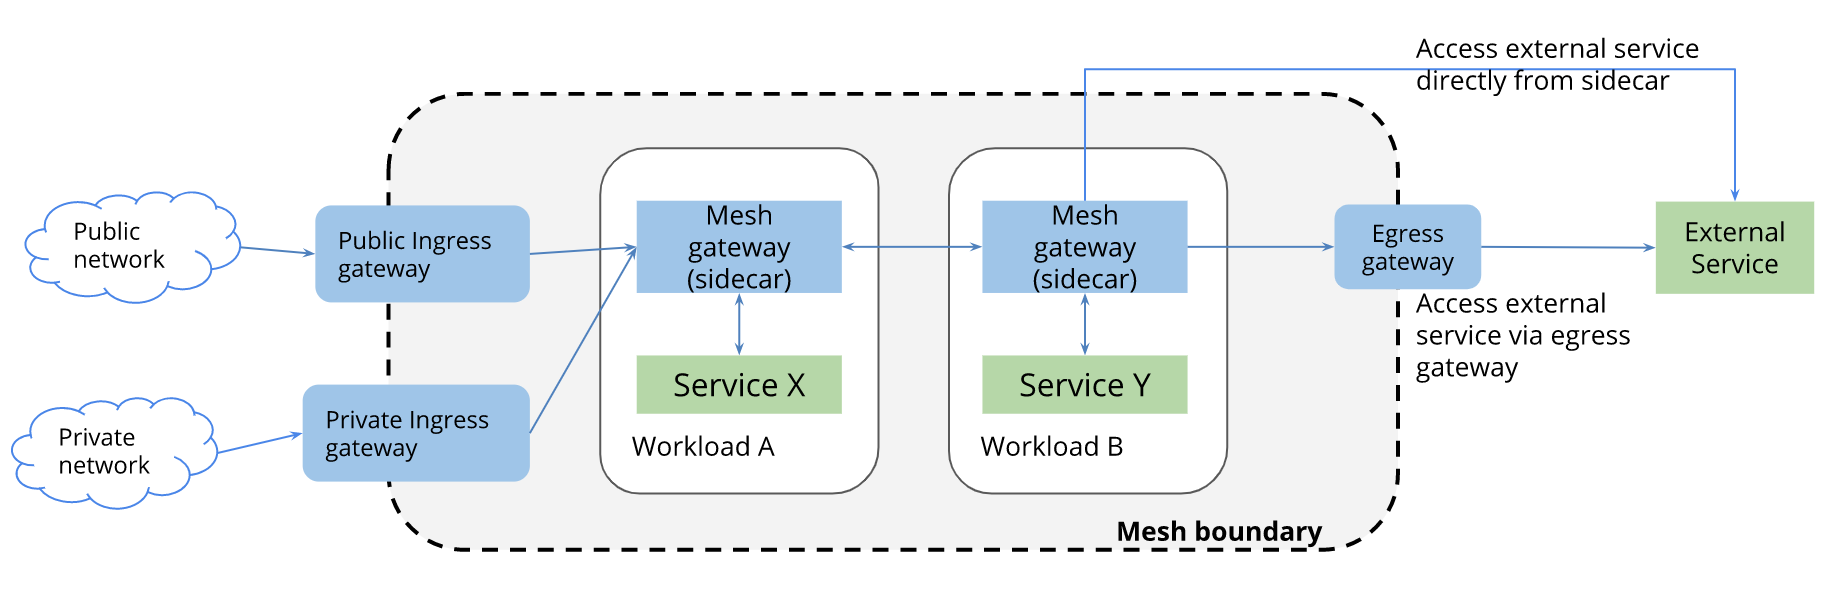 Access external service
directly from sidecar
Public
network
Public Ingress
gateway
Mesh
gateway
(sidecar)
Mesh
gateway
(sidecar)
Egress
gateway
External
Service
Access external
service via egress
gateway
Private
network
Private Ingress
gateway
Service X
Service Y
Workload A
Workload B
Mesh boundary